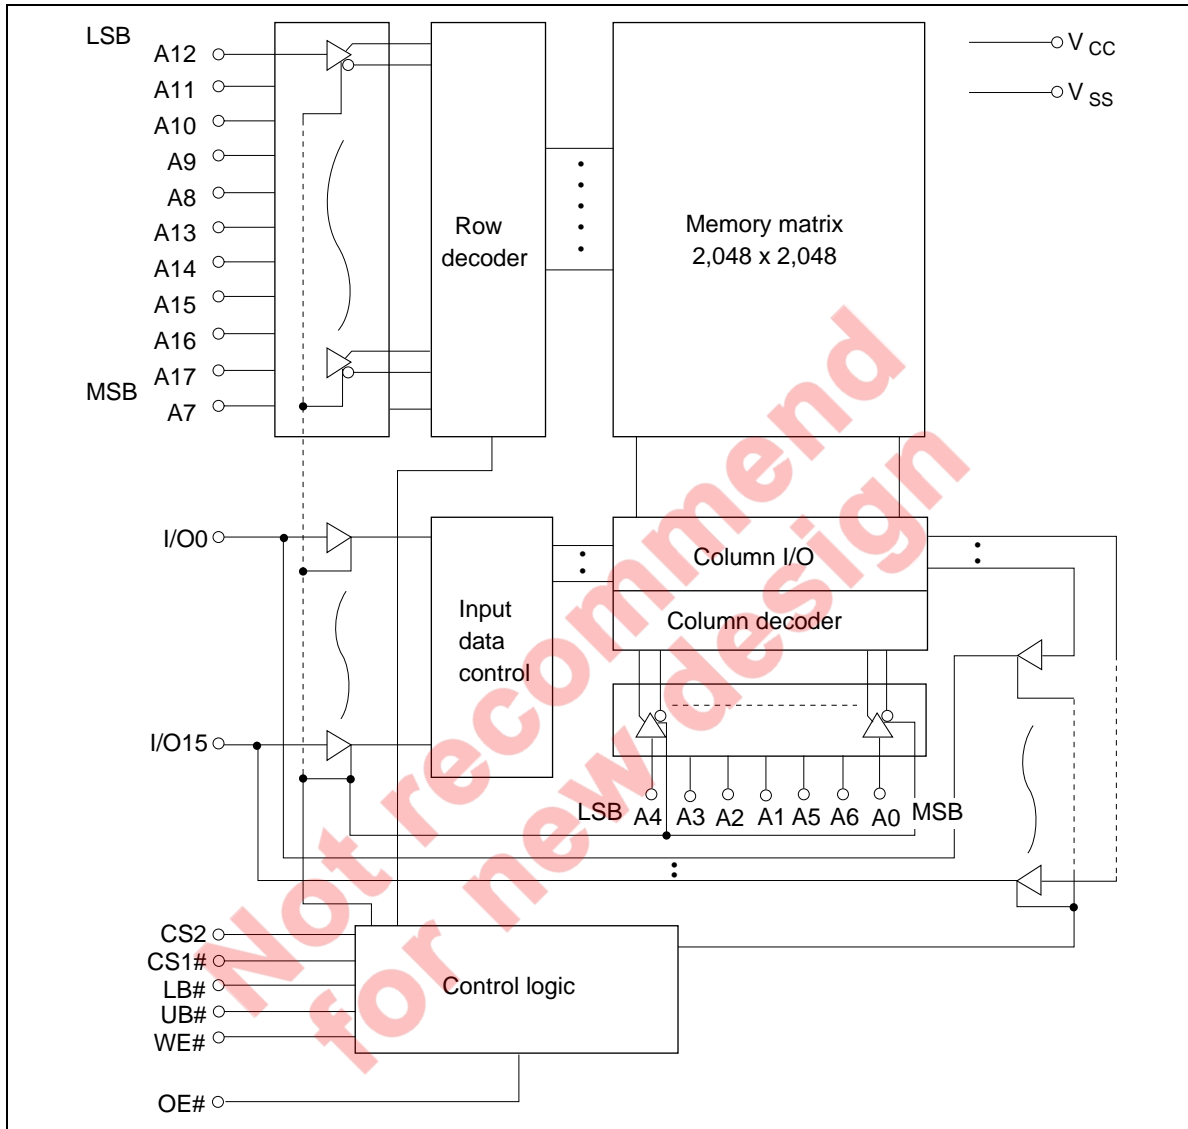 LSB
A12
A11
A10
A9
A8
A13
A14
A15
A16
A17
MSB
A7
Row
decoder
Memory matrix
2,048 x 2,048
V CC
V SS
I/O0
I/O15
Input
data
control
Column I/O
Column decoder
LSB A4 A3 A2 A1 A5 A6 A0 MSB
CS2
CS1#
LB#
UB#
WE#
OE#
Control logic
Not recommend
for new design